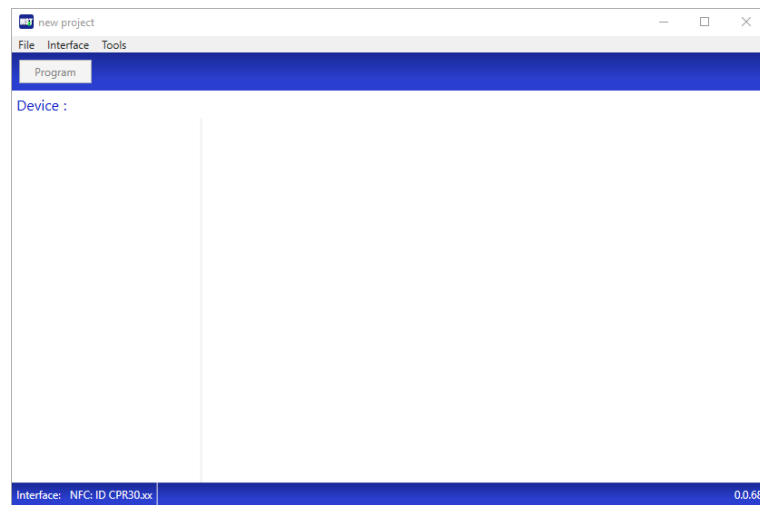 new project
File Interface Tools
Program
Device :
Interface: NFC: ID CPR30.xx
0.0.68